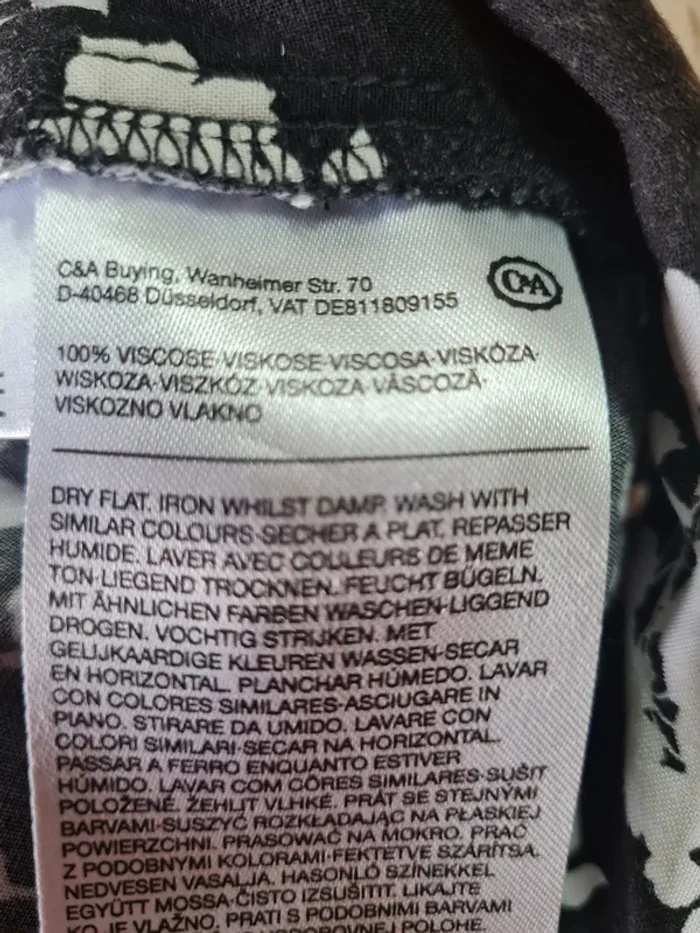 C&A Buying, Wanheimer Str. 70
D-40468 Düsseldorf, VAT DE811809155
C&A
100% VISCOSE·VISKOSE·VISCOSA·VISKÓZA·
WISKOZA·VISZKÓZ·VISKOZA·VÂSCOZĂ·
VISKOZNO VLAKNO
DRY FLAT. IRON WHILST DAMP. WASH WITH
SIMILAR COLOURS·SECHER A PLAT. REPASSER
HUMIDE. LAVER AVEC COULEURS DE MEME
TON·LIEGEND TROCKNEN. FEUCHT BÜGELN.
MIT ÄHNLICHEN FARBEN WASCHEN·LIGGEND
DROGEN. VOCHTIG STRIJKEN. MET
GELIJKAARDIGE KLEUREN WASSEN·SECAR
EN HORIZONTAL. PLANCHAR HÚMEDO. LAVAR
CON COLORES SIMILARES·ASCIUGARE IN
PIANO. STIRARE DA UMIDO. LAVARE CON
COLORI SIMILARI·SECAR NA HORIZONTAL.
PASSAR A FERRO ENQUANTO ESTIVER
HÚMIDO. LAVAR COM CÔRES SIMILARES·SUŠIT
POLOŽENÉ. ŽEHLIT VLHKÉ. PRÁT SE STEJNÝMI
BARVAMI·SUSZYĆ ROZKŁADAJĄC NA PŁASKIEJ
POWIERZCHNI. PRASOWAĆ NA MOKRO. PRAĆ
Z PODOBNYMI KOLORAMI·FEKTETVE SZÁRÍTSA.
NEDVESEN VASALJA. HASONLÓ SZÍNEKKEL
EGYÜTT MOSSA·ČISTO IZSUŠITIT. LIKAJTE
KO JE VLAŽNO. PRATI S PODOBNIMI BARVAMI
POLOHE.